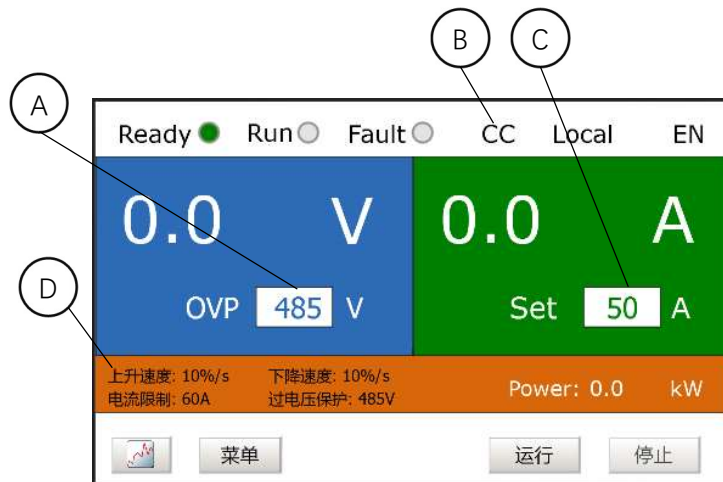 B
C
A
Ready Run Fault CC Local EN
0.0 V 0.0 A
OVP 485 V Set 50 A
D
上升速度: 10%/s 下降速度: 10%/s
电流限制: 60A 过电压保护: 485V
Power: 0.0 kW
菜单 运行 停止